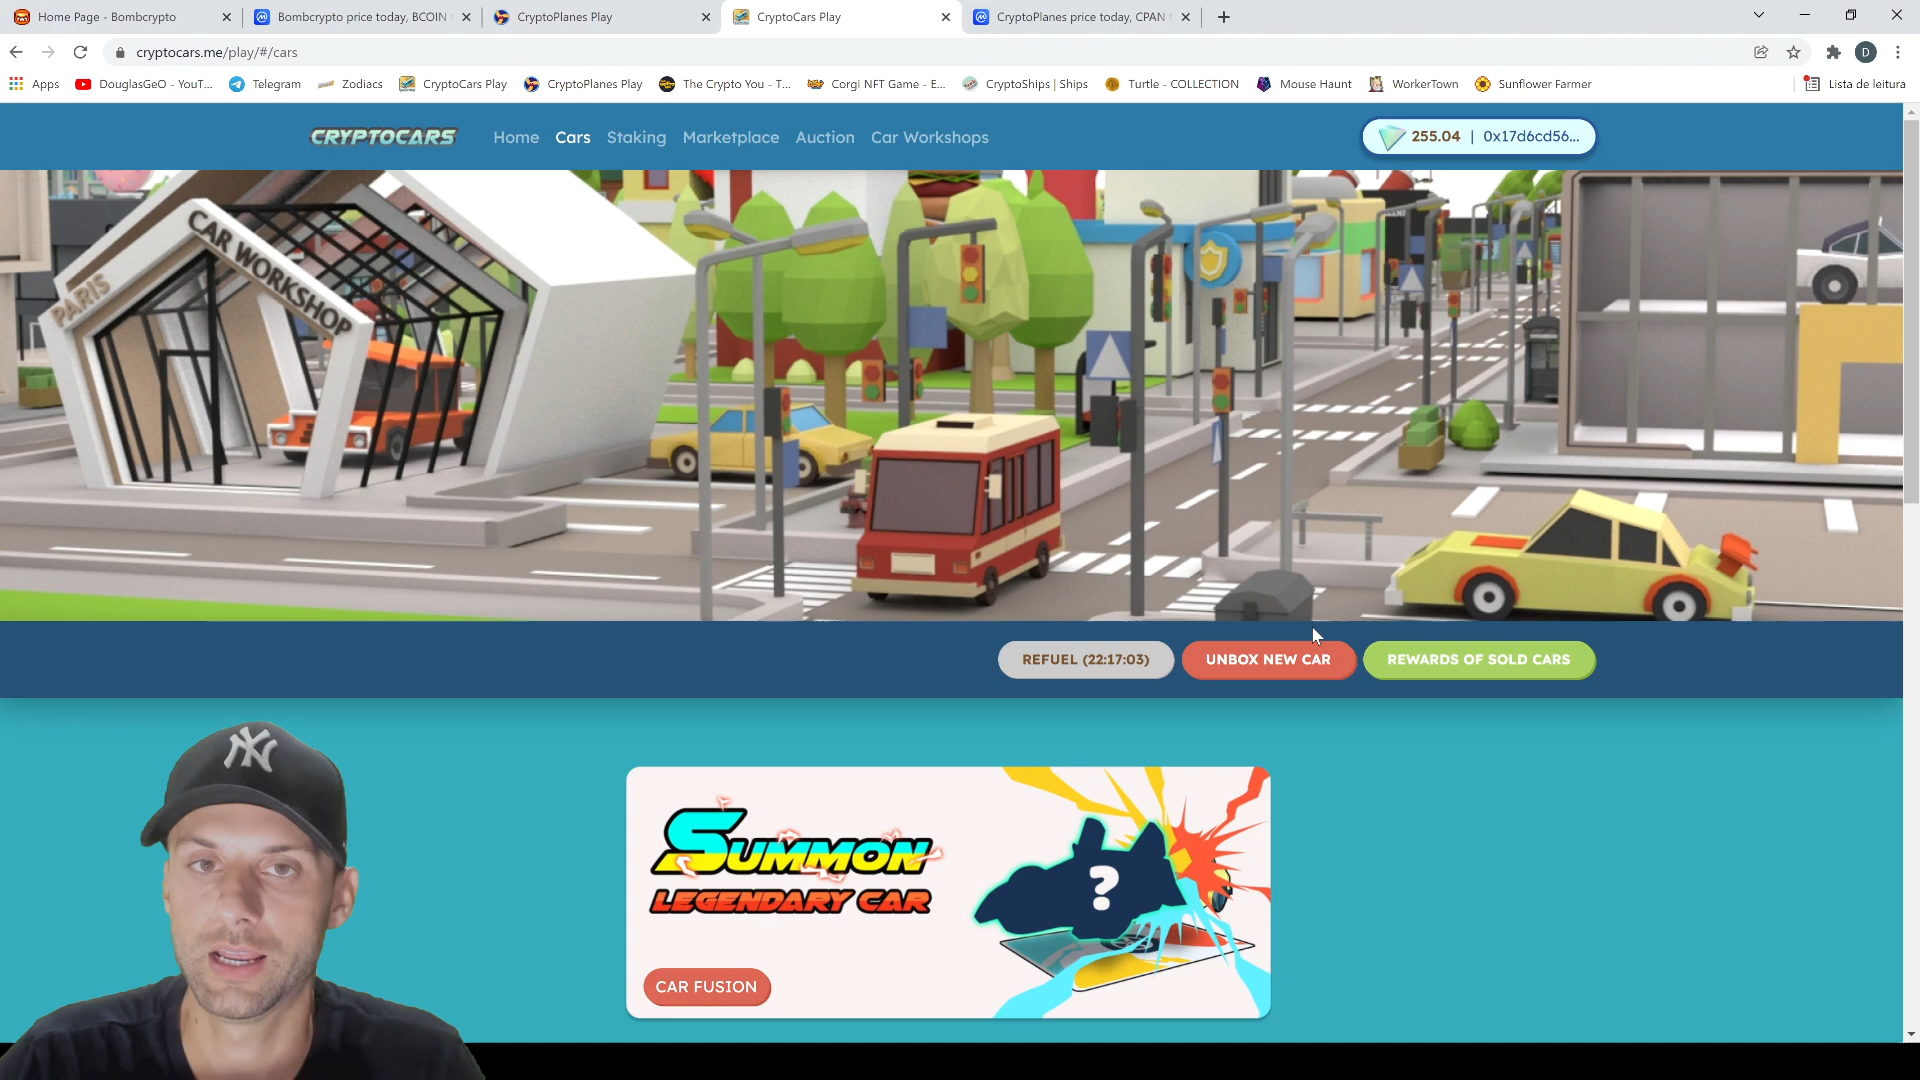 Home Page - Bombcrypto
Bombcrypto price today, BCOIN
CryptoPlanes Play
CryptoCars Play
CryptoPlanes price today, CPAN
cryptocars.me/play/#/cars
D
Apps
DouglasGeO - YouT...
Telegram
Zodiacs
CryptoCars Play
CryptoPlanes Play
The Crypto You - T...
Corgi NFT Game - E...
CryptoShips | Ships
Turtle - COLLECTION
Mouse Haunt
WorkerTown
Sunflower Farmer
Lista de leitura
CRYPTOCARS
Home
Cars
Staking
Marketplace
Auction
Car Workshops
255.04 | 0x17d6cd56...
PARIS
CAR WORKSHOP
REFUEL (22:17:03)
UNBOX NEW CAR
REWARDS OF SOLD CARS
NY
SUMMON
LEGENDARY CAR
?
CAR FUSION